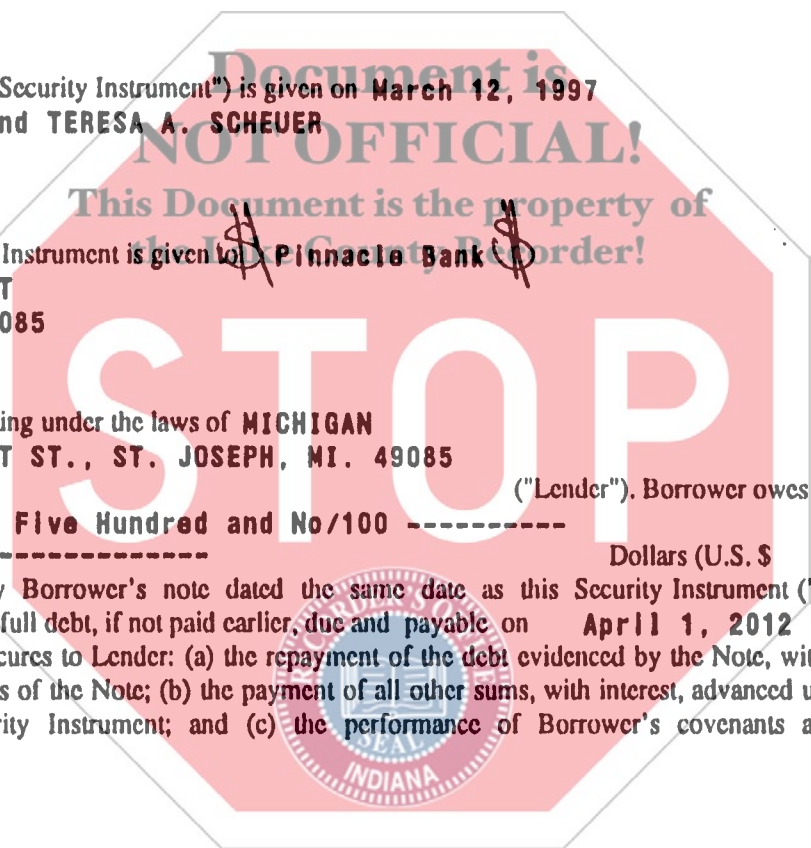 Document is
Security Instrument") is given on March 12, 1997
nd TERESA A. SCHEUER
NOT OFFICIAL!
This Document is the property of
the Lake County Recorder!
Instrument is given to $ Pinnacle Bank $
T
085
STOP
ing under the laws of MICHIGAN
T ST., ST. JOSEPH, MI. 49085
("Lender"). Borrower owes
Five Hundred and No/100 ----------
--------------
Dollars (U.S. $
y Borrower's note dated the same date as this Security Instrument ("
full debt, if not paid earlier, due and payable on April 1, 2012
cures to Lender: (a) the repayment of the debt evidenced by the Note, wit
s of the Note; (b) the payment of all other sums, with interest, advanced u
rity Instrument; and (c) the performance of Borrower's covenants a
RECORDER'S OFFICE
SEAL
INDIANA